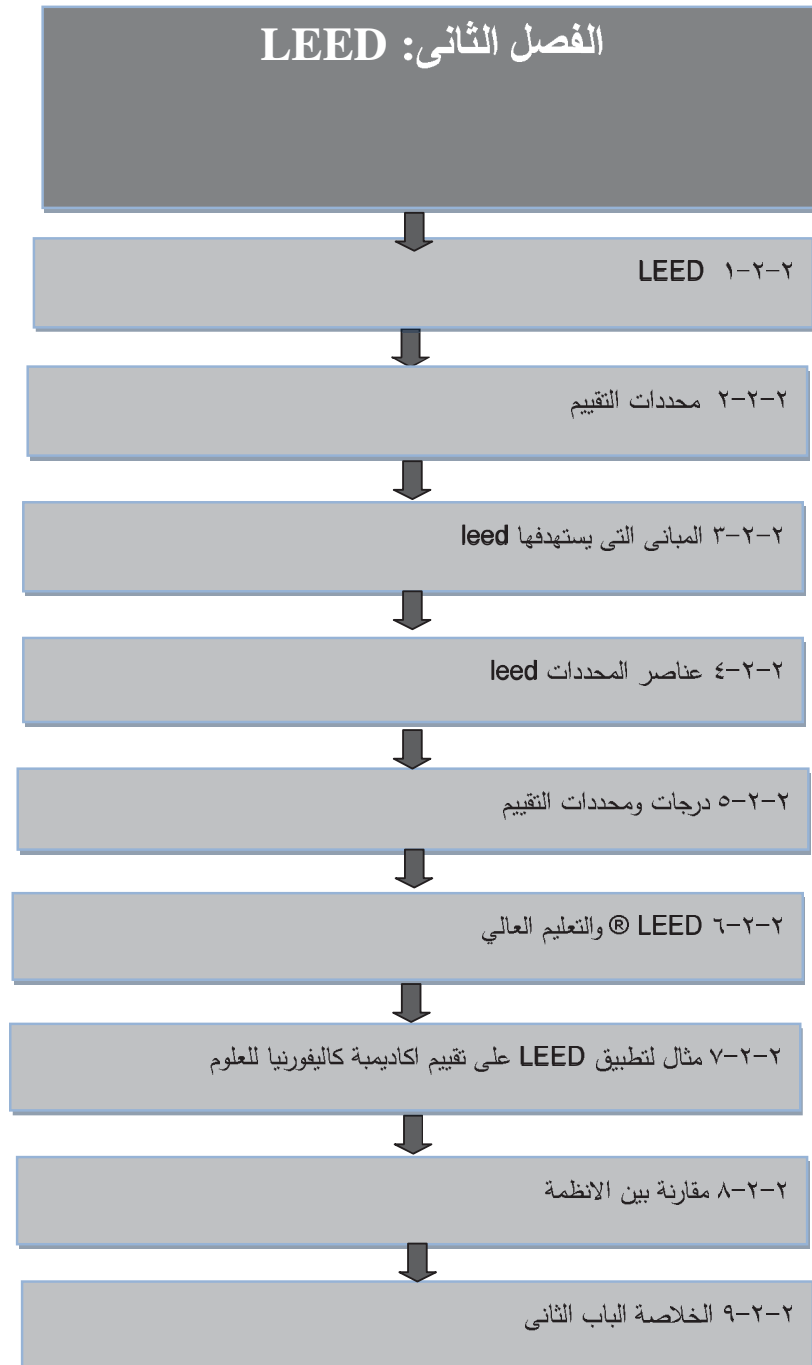 الفصل الثانى: LEED
٢-٢-١ LEED
٢-٢-٢ محددات التقييم
٢-٢-٣ المبانى التى يستهدفها leed
٢-٢-٤ عناصر المحددات leed
٢-٢-٥ درجات ومحددات التقييم
٢-٢-٦ LEED ® والتعليم العالي
٢-٢-٧ مثال لتطبيق LEED على تقييم اكاديمبة كاليفورنيا للعلوم
٢-٢-٨ مقارنة بين الانظمة
٢-٢-٩ الخلاصة الباب الثانى